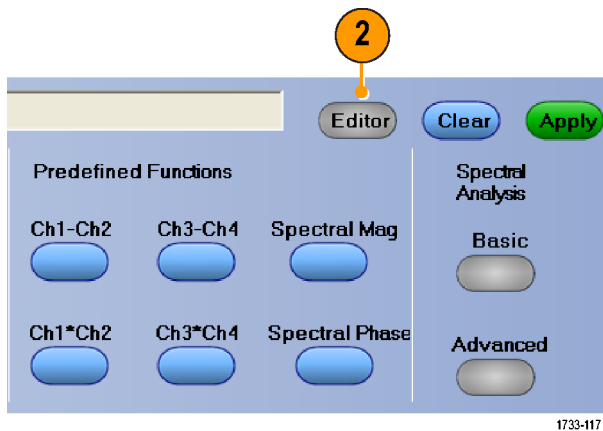 2
Editor
Clear
Apply
Predefined Functions
Spectral
Analysis
Ch1-Ch2
Ch3-Ch4
Spectral Mag
Basic
Ch1*Ch2
Ch3*Ch4
Spectral Phase
Advanced
1733-117